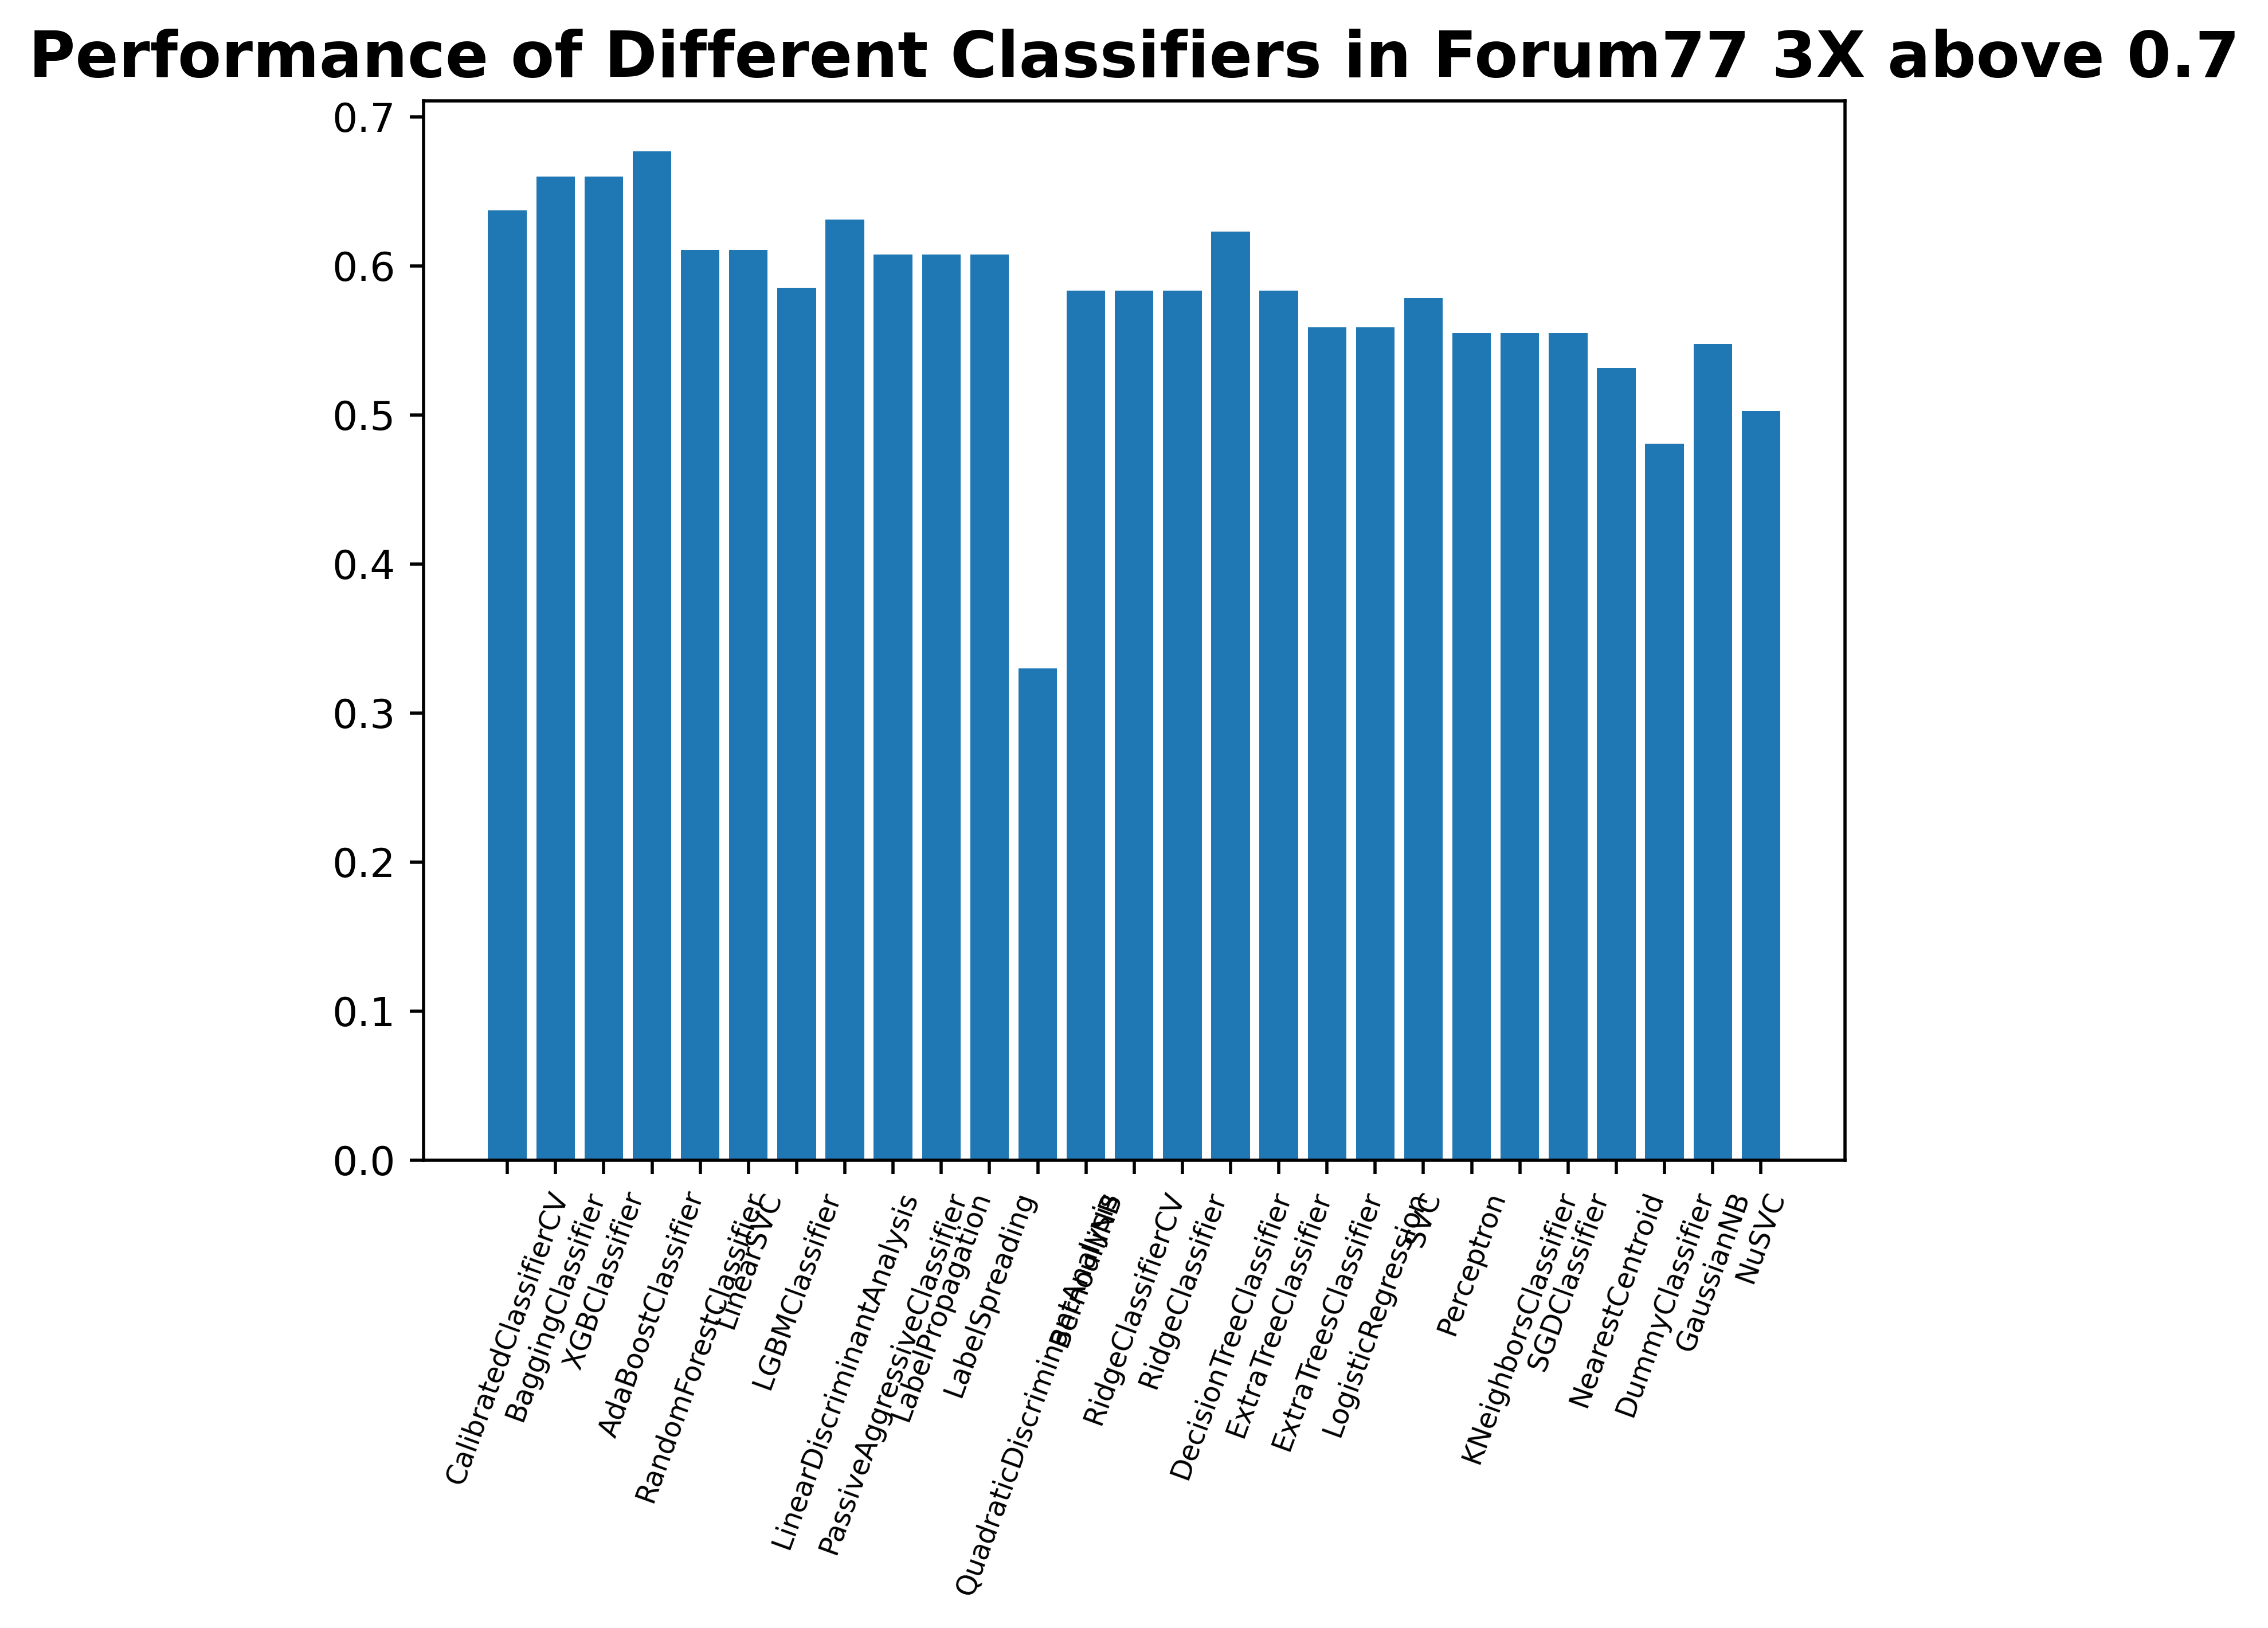 Performance of Different Classifiers in Forum77 3X above 0.7
0.7
0.6
0.5
0.4
0.3
0.2
0.1
0.0
CalibratedClassifierCV
BaggingClassifier
XGBClassifier
AdaBoostClassifier
RandomForestClassifier
LinearSVC
LGBMClassifier
LinearDiscriminantAnalysis
PassiveAggressiveClassifier
LabelPropagation
LabelSpreading
QuadraticDiscriminantAnalysis
BernoulliNB
RidgeClassifierCV
RidgeClassifier
DecisionTreeClassifier
ExtraTreeClassifier
ExtraTreesClassifier
LogisticRegression
SVC
Perceptron
KNeighborsClassifier
SGDClassifier
NearestCentroid
DummyClassifier
GaussianNB
NuSVC